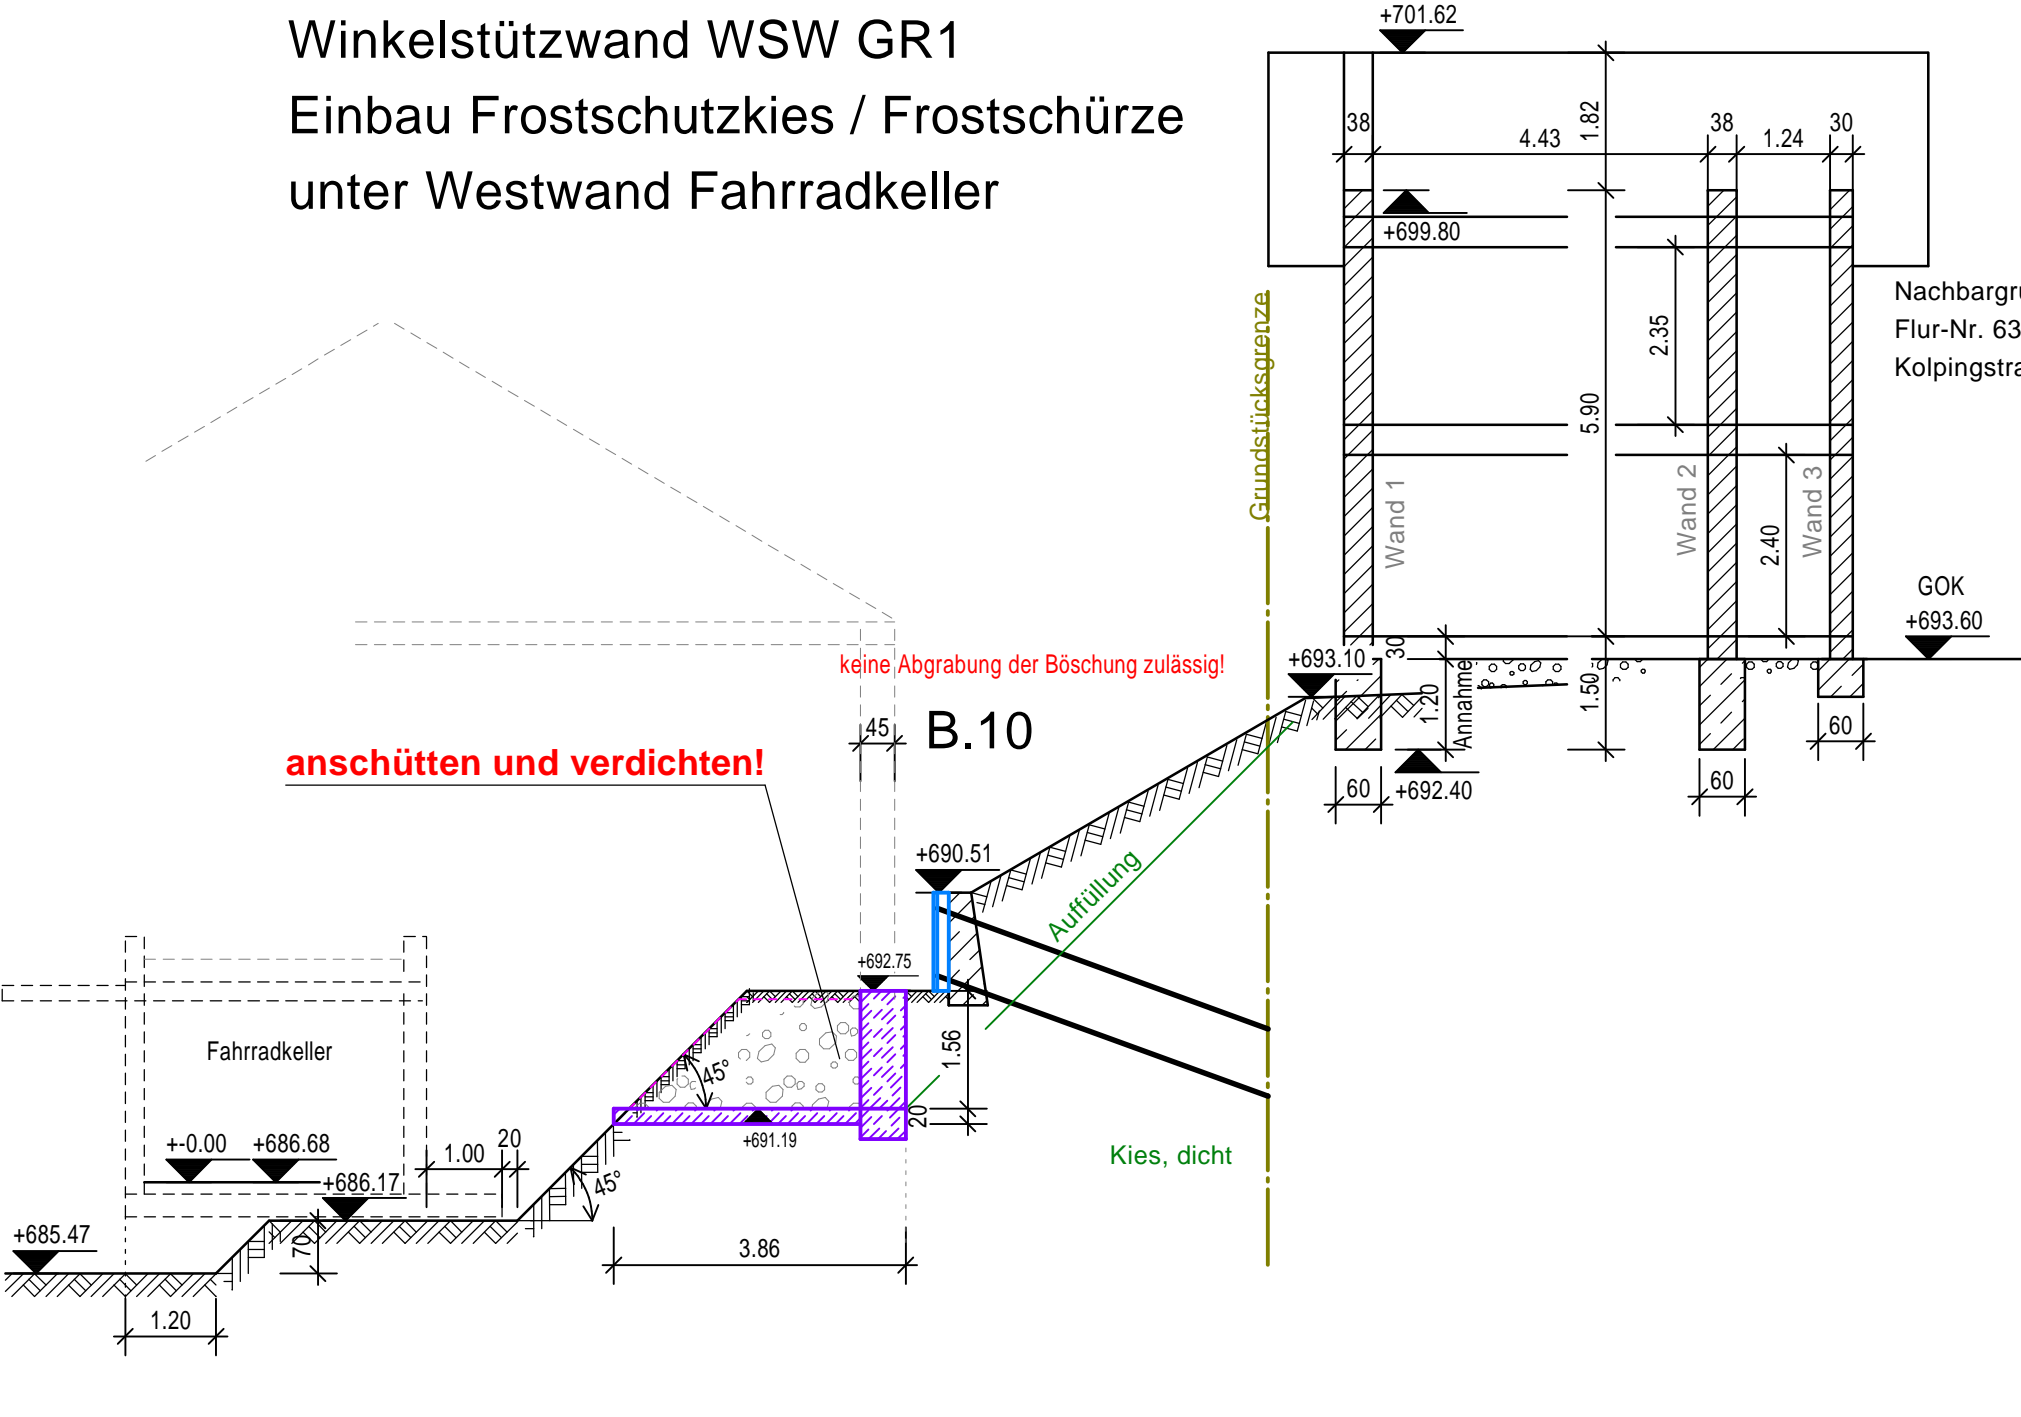 Winkelstützwand WSW GR1
Einbau Frostschutzkies / Frostschürze
unter Westwand Fahrradkeller
+701.62
38
4.43
1.82
38
1.24
30
+699.80
Nachbargru
Flur-Nr. 63
Kolpingstra
Grundstücksgrenze
2.35
5.90
Wand 1
Wand 2
Wand 3
2.40
GOK
+693.60
keine Abgrabung der Böschung zulässig!
+693.10
30
1.20
Annahme
1.50
60
60
60
+692.40
45
B.10
anschütten und verdichten!
+690.51
Auffüllung
+692.75
Fahrradkeller
45°
1.56
20
+691.19
Kies, dicht
+-0.00
+686.68
1.00
20
+686.17
45°
+685.47
70
3.86
1.20